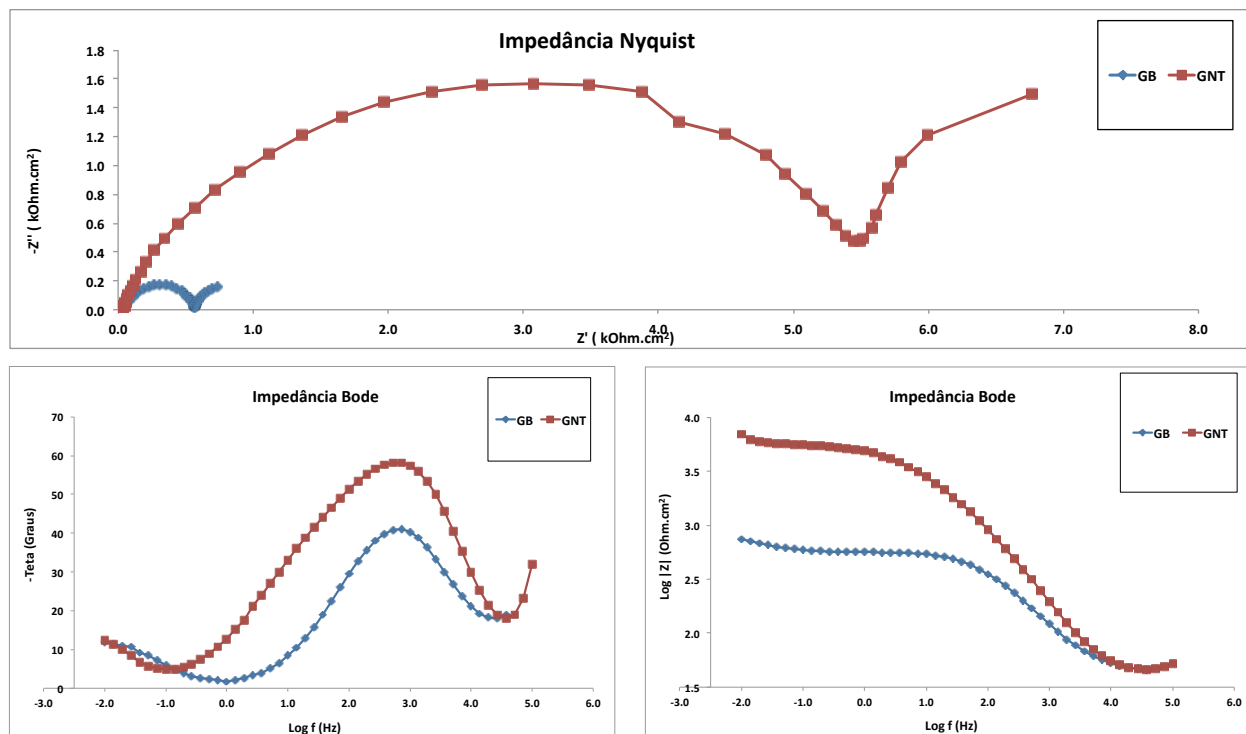 Impedância Nyquist
GB
GNT
1.8
1.6
1.4
1.2
1.0
0.8
0.6
0.4
0.2
0.0
-Z'' ( kOhm.cm²)
0.0 1.0 2.0 3.0 4.0 5.0 6.0 7.0 8.0
Z' ( kOhm.cm²)
Impedância Bode
GB
GNT
70
60
50
40
30
20
10
0
-Teta (Graus)
-3.0 -2.0 -1.0 0.0 1.0 2.0 3.0 4.0 5.0 6.0
Log f (Hz)
Impedância Bode
GB
GNT
4.0
3.5
3.0
2.5
2.0
1.5
Log |Z| (Ohm.cm²)
-3.0 -2.0 -1.0 0.0 1.0 2.0 3.0 4.0 5.0 6.0
Log f (Hz)